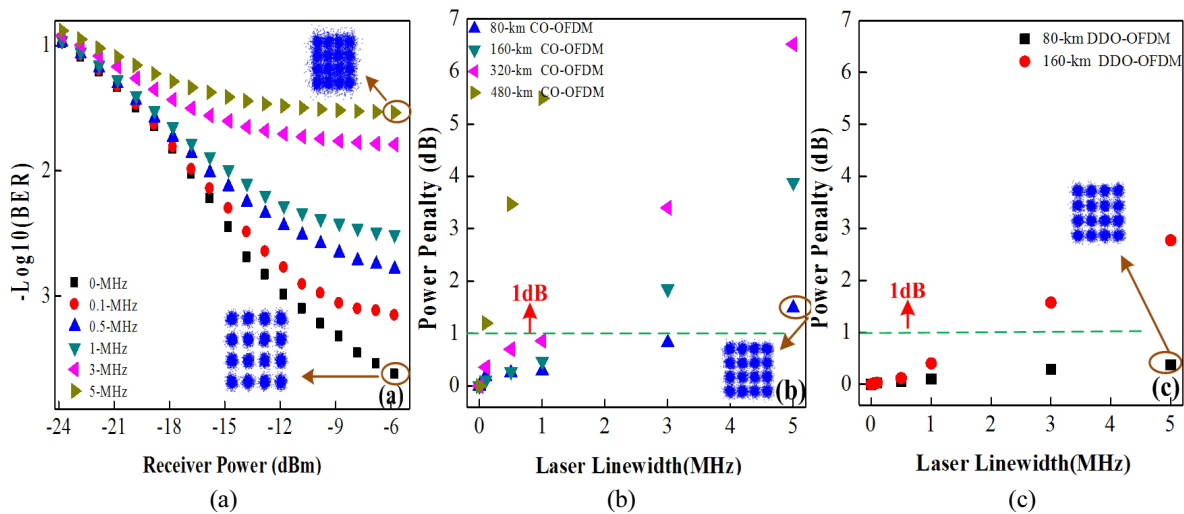 (a)
1
2
3
-Log10(BER)
0-MHz
0.1-MHz
0.5-MHz
1-MHz
3-MHz
5-MHz
(a)
-24 -21 -18 -15 -12 -9 -6
Receiver Power (dBm)
(a)
7
6
5
4
3
2
1
0
Power Penalty (dB)
80-km CO-OFDM
160-km CO-OFDM
320-km CO-OFDM
480-km CO-OFDM
1dB
(b)
0 1 3 5
Laser Linewidth(MHz)
(b)
7
6
5
4
3
2
1
0
Power Penalty (dB)
80-km DDO-OFDM
160-km DDO-OFDM
1dB
(c)
0 1 3 5
Laser Linewidth(MHz)
(c)